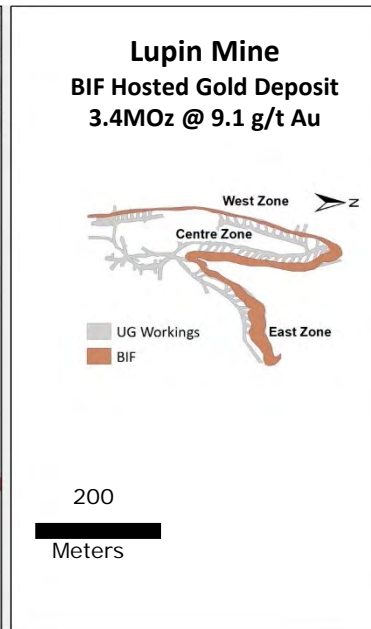 Lupin Mine
BIF Hosted Gold Deposit
3.4MOz @ 9.1 g/t Au
West Zone
N
Centre Zone
East Zone
UG Workings
BIF
200
Meters